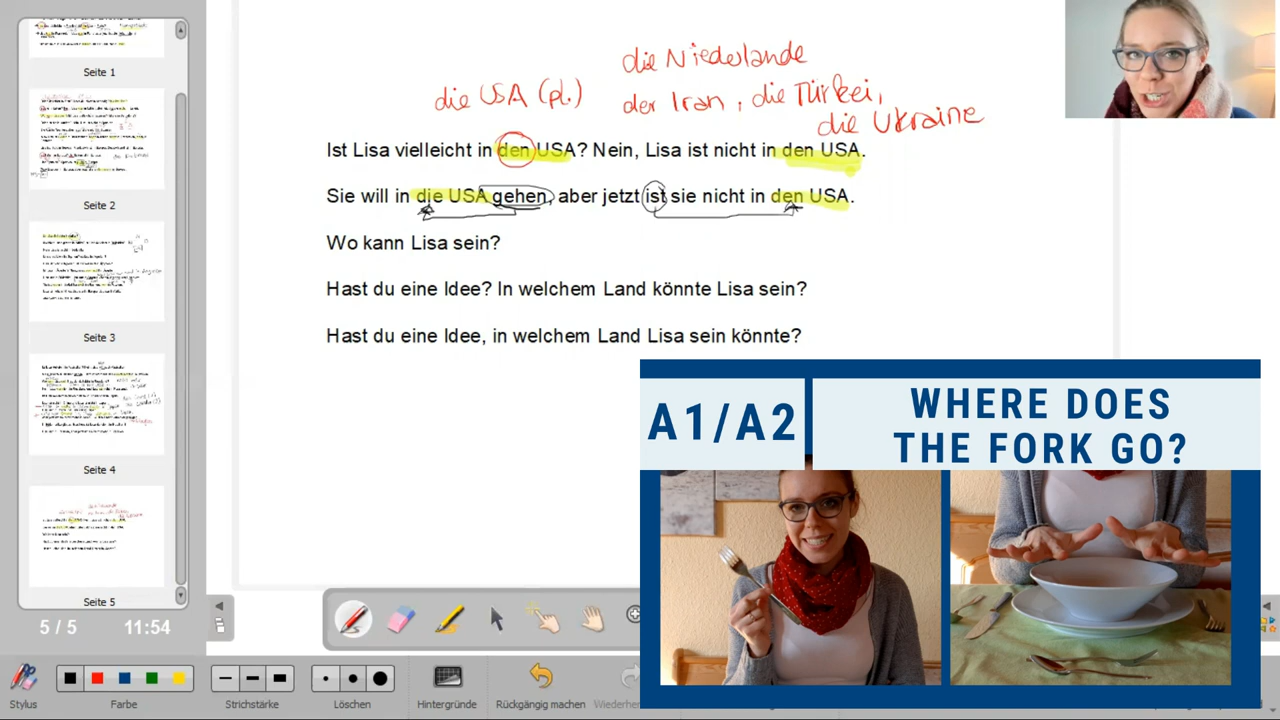 Seite 1
Seite 2
Seite 3
Seite 4
Seite 5
5 / 5
11:54
die USA (pl.)
die Niederlande
der Iran, die Türkei,
die Ukraine
Ist Lisa vielleicht in den USA? Nein, Lisa ist nicht in den USA.
Sie will in die USA gehen, aber jetzt ist sie nicht in den USA.
Wo kann Lisa sein?
Hast du eine Idee? In welchem Land könnte Lisa sein?
Hast du eine Idee, in welchem Land Lisa sein könnte?
A1/A2
WHERE DOES
THE FORK GO?
Stylus
Farbe
Strichstärke
Löschen
Hintergründe
Rückgängig machen